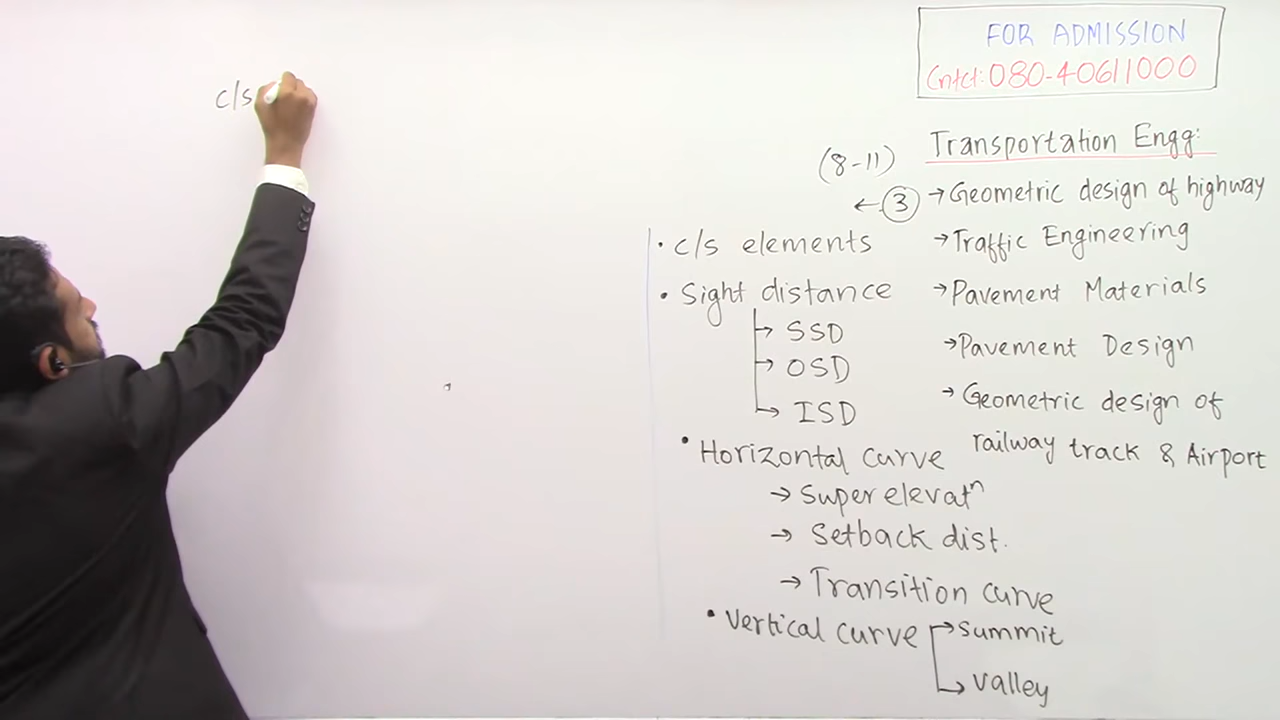 c/s
FOR ADMISSION
Cntct: 080-40611000
Transportation Engg:
(8-11)
← ③ → Geometric design of highway
→ Traffic Engineering
→ Pavement Materials
→ Pavement Design
→ Geometric design of
railway track & Airport
• c/s elements
• Sight distance
→ SSD
→ OSD
→ ISD
• Horizontal curve
→ Super elevatⁿ
→ Setback dist.
→ Transition curve
• Vertical curve → summit
→ valley